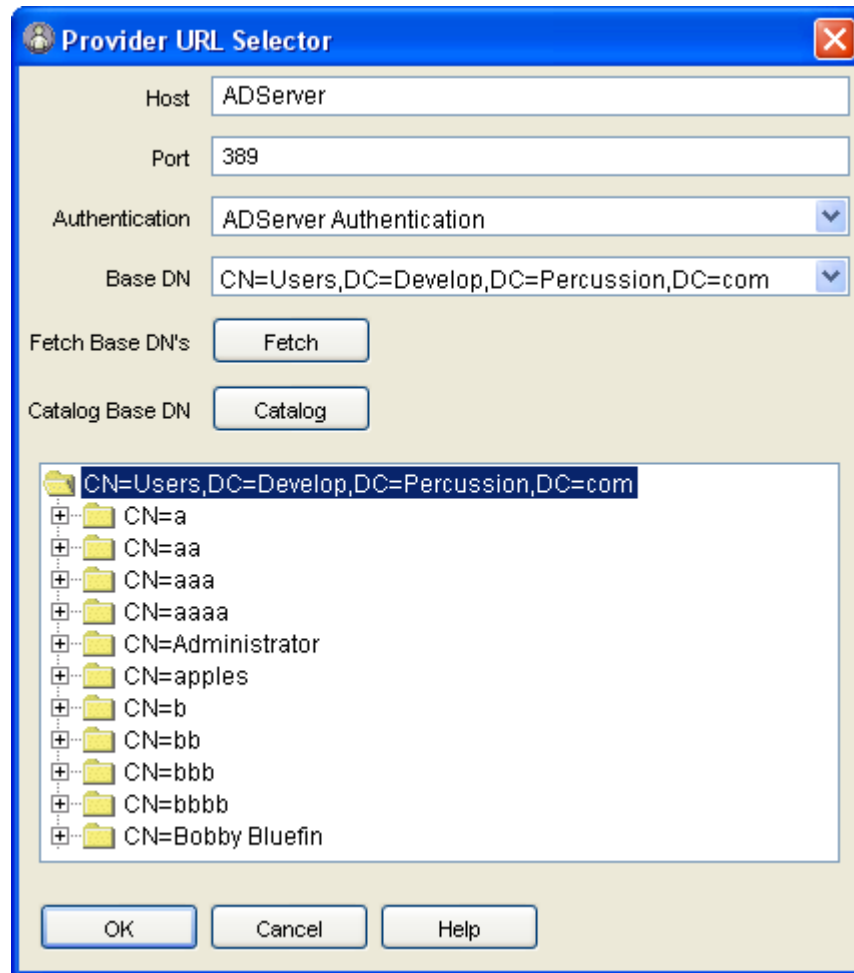 Provider URL Selector
Host ADServer
Port 389
Authentication ADServer Authentication
Base DN CN=Users,DC=Develop,DC=Percussion,DC=com
Fetch Base DN's Fetch
Catalog Base DN Catalog
CN=Users,DC=Develop,DC=Percussion,DC=com
CN=a
CN=aa
CN=aaa
CN=aaaa
CN=Administrator
CN=apples
CN=b
CN=bb
CN=bbb
CN=bbbb
CN=Bobby Bluefin
OK Cancel Help